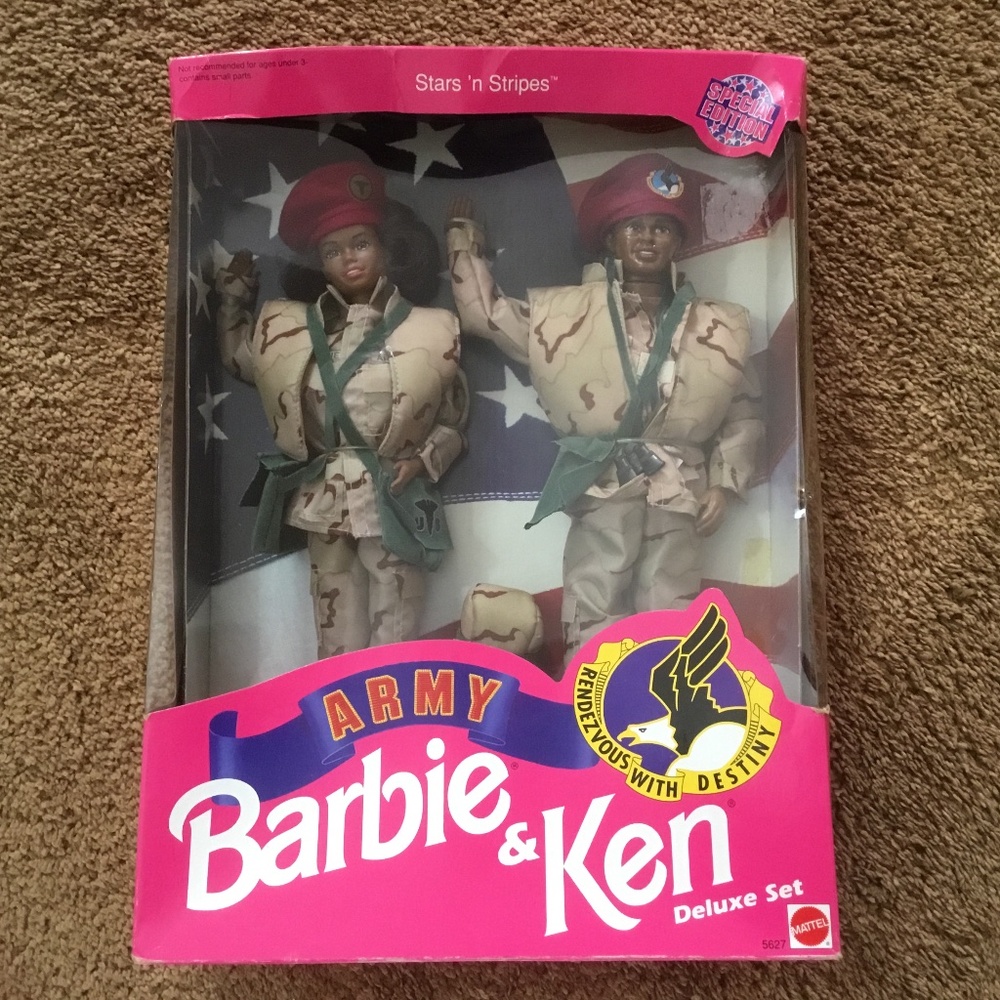 Not recommended for ages under 3-
contains small parts.
Stars 'n Stripes™
SPECIAL
EDITION
ARMY
RENDEZVOUS WITH DESTINY
Barbie®
& Ken®
Deluxe Set
5627
MATTEL®